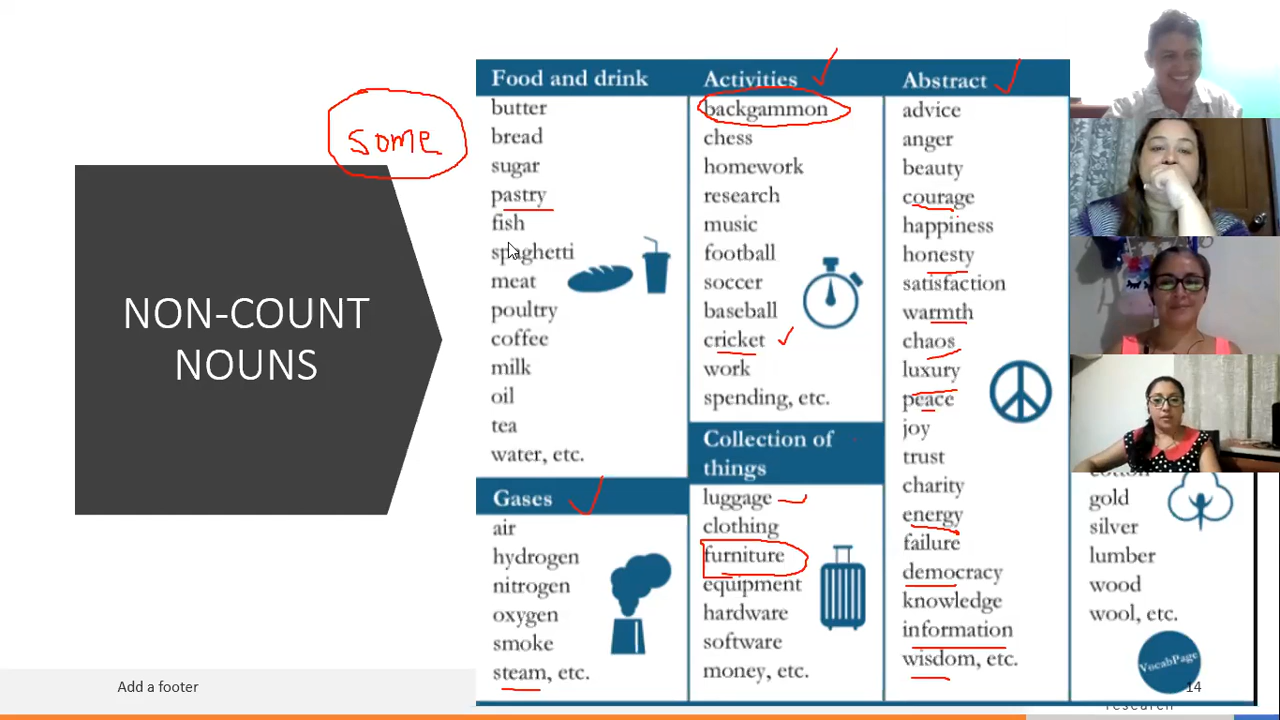 some
NON-COUNT
NOUNS
Food and drink
butter
bread
sugar
pastry
fish
spaghetti
meat
poultry
coffee
milk
oil
tea
water, etc.
Gases
air
hydrogen
nitrogen
oxygen
smoke
steam, etc.
Activities
backgammon
chess
homework
research
music
football
soccer
baseball
cricket
work
spending, etc.
Collection of
things
luggage
clothing
furniture
equipment
hardware
software
money, etc.
Abstract
advice
anger
beauty
courage
happiness
honesty
satisfaction
warmth
chaos
luxury
peace
joy
trust
charity
energy
failure
democracy
knowledge
information
wisdom, etc.
cotton
gold
silver
lumber
wood
wool, etc.
VocabPage
Add a footer
14
research